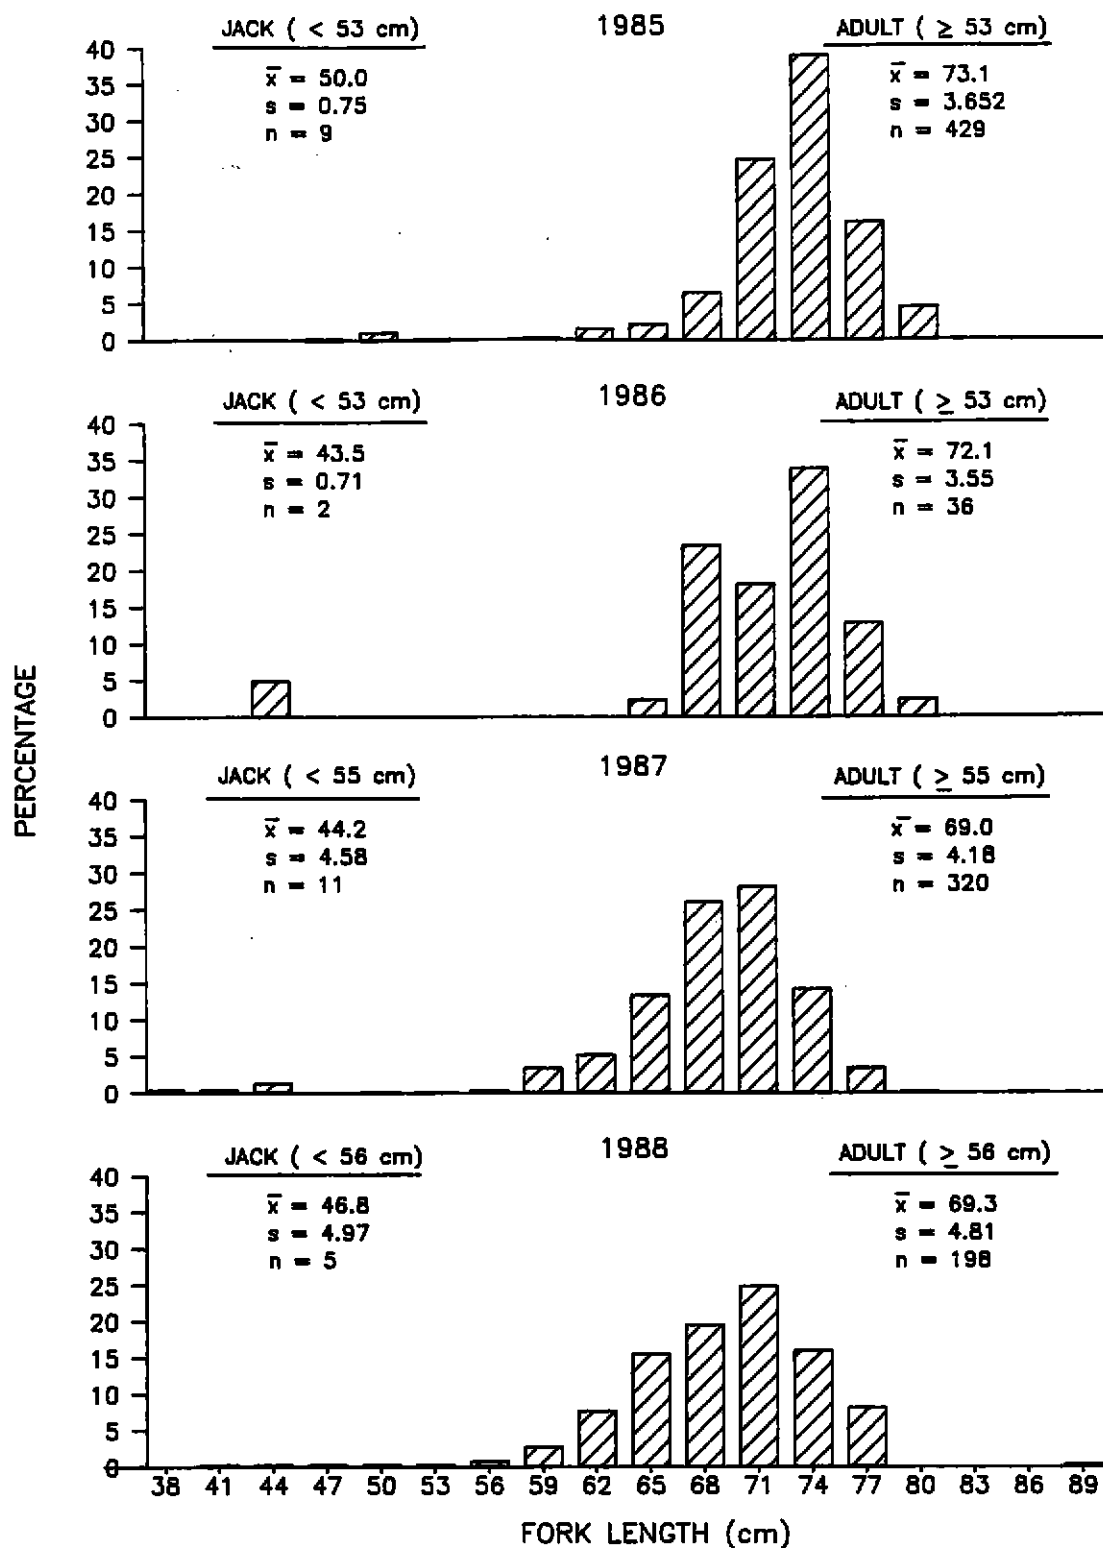 JACK ( < 53 cm) 1985 ADULT ( ≥ 53 cm)
x̄ = 50.0 x̄ = 73.1
s = 0.75 s = 3.652
n = 9 n = 429
40
35
30
25
20
15
10
5
0
JACK ( < 53 cm) 1986 ADULT ( ≥ 53 cm)
x̄ = 43.5 x̄ = 72.1
s = 0.71 s = 3.55
n = 2 n = 36
40
35
30
25
20
15
10
5
0
PERCENTAGE
JACK ( < 55 cm) 1987 ADULT ( ≥ 55 cm)
x̄ = 44.2 x̄ = 69.0
s = 4.58 s = 4.18
n = 11 n = 320
40
35
30
25
20
15
10
5
0
JACK ( < 56 cm) 1988 ADULT ( ≥ 56 cm)
x̄ = 46.8 x̄ = 69.3
s = 4.97 s = 4.81
n = 5 n = 198
40
35
30
25
20
15
10
5
0
38 41 44 47 50 53 56 59 62 65 68 71 74 77 80 83 86 89
FORK LENGTH (cm)